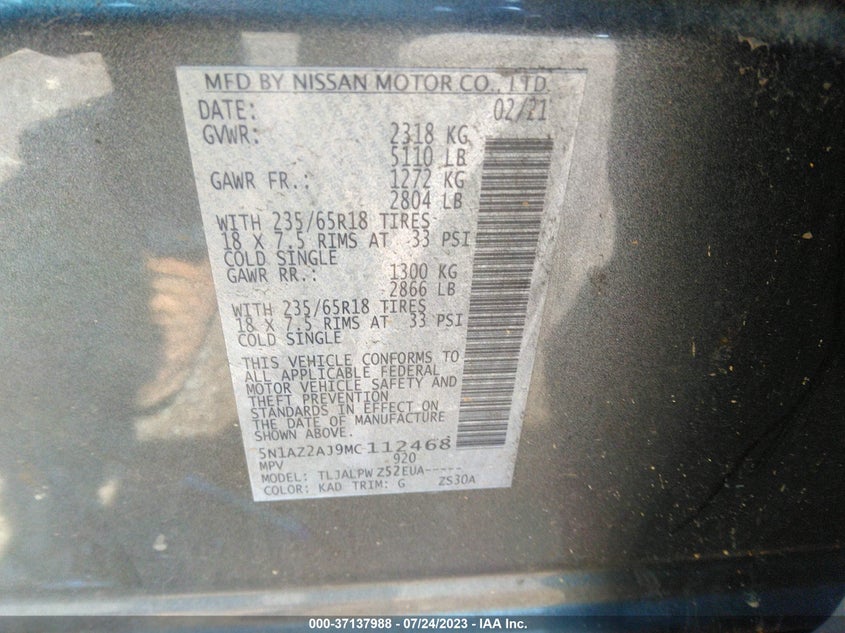 MFD BY NISSAN MOTOR CO., LTD.
DATE: 02/21
GVWR: 2318 KG
5110 LB
GAWR FR.: 1272 KG
2804 LB
WITH 235/65R18 TIRES
18 X 7.5 RIMS AT 33 PSI
COLD SINGLE
GAWR RR.: 1300 KG
2866 LB
WITH 235/65R18 TIRES
18 X 7.5 RIMS AT 33 PSI
COLD SINGLE
THIS VEHICLE CONFORMS TO
ALL APPLICABLE FEDERAL
MOTOR VEHICLE SAFETY AND
THEFT PREVENTION
STANDARDS IN EFFECT ON
THE DATE OF MANUFACTURE
SHOWN ABOVE.
5N1AZ2AJ9MC 112468
MPV 920
MODEL: TLJALPW Z52EUA-----
COLOR: KAD TRIM: G ZS30A
000-37137988 - 07/24/2023 - IAA Inc.